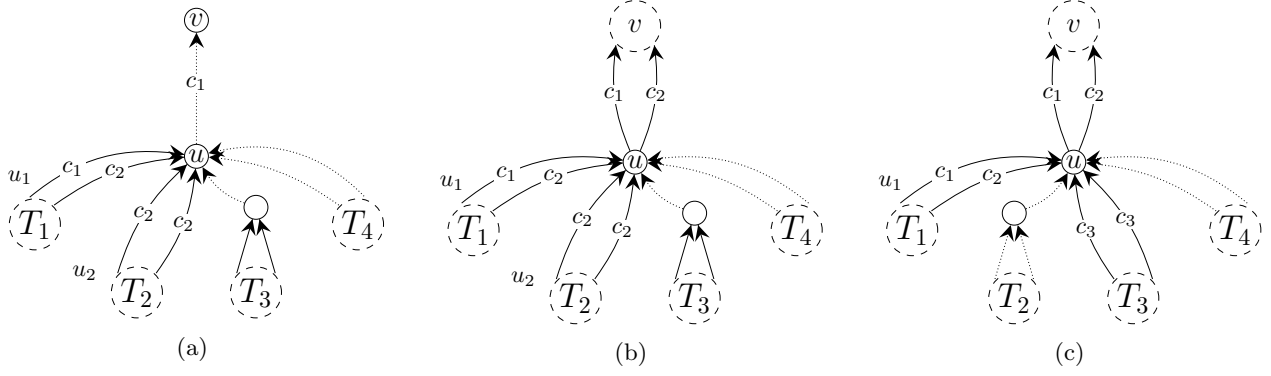 v
c₁
u
u₁
c₁
c₂
c₂
c₂
u₂
T₁
T₂
T₃
T₄
(a)
v
c₁
c₂
u
u₁
c₁
c₂
c₂
c₂
u₂
T₁
T₂
T₃
T₄
(b)
v
c₁
c₂
u
u₁
c₁
c₂
c₃
c₃
T₁
T₂
T₃
T₄
(c)